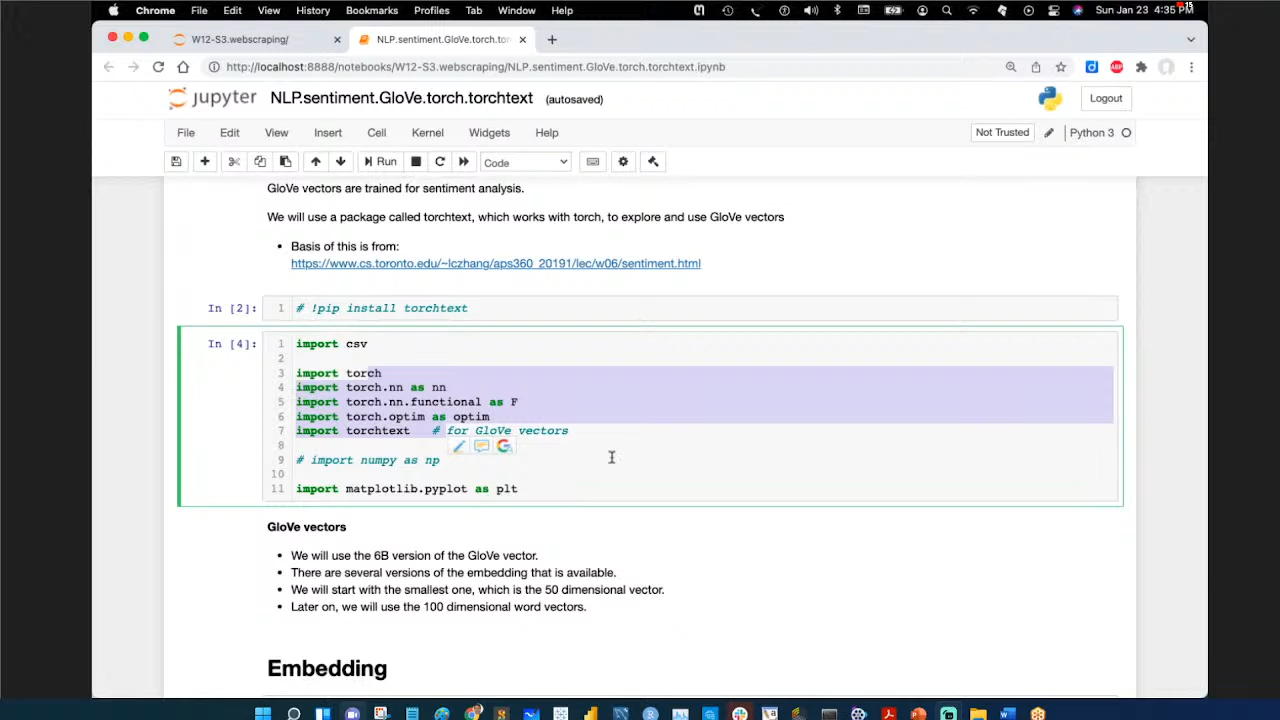 Chrome File Edit View History Bookmarks Profiles Tab Window Help Sun Jan 23 4:35 PM
W12-S3.webscraping/ NLP.sentiment.GloVe.torch.tor
http://localhost:8888/notebooks/W12-S3.webscraping/NLP.sentiment.GloVe.torch.torchtext.ipynb
jupyter NLP.sentiment.GloVe.torch.torchtext (autosaved) Logout
File Edit View Insert Cell Kernel Widgets Help Not Trusted Python 3
Run Code
GloVe vectors are trained for sentiment analysis.
We will use a package called torchtext, which works with torch, to explore and use GloVe vectors
• Basis of this is from:
https://www.cs.toronto.edu/~lczhang/aps360_20191/lec/w06/sentiment.html
In [2]: 1 # !pip install torchtext
In [4]: 1 import csv
2
3 import torch
4 import torch.nn as nn
5 import torch.nn.functional as F
6 import torch.optim as optim
7 import torchtext # for GloVe vectors
8
9 # import numpy as np
10
11 import matplotlib.pyplot as plt
GloVe vectors
• We will use the 6B version of the GloVe vector.
• There are several versions of the embedding that is available.
• We will start with the smallest one, which is the 50 dimensional vector.
• Later on, we will use the 100 dimensional word vectors.
Embedding